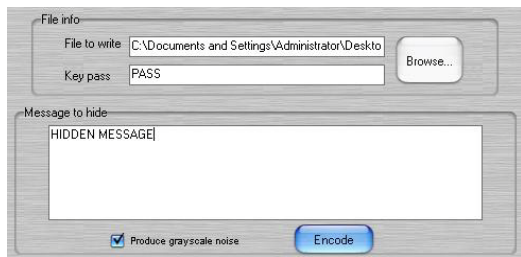 File info
File to write C:\Documents and Settings\Administrator\Deskto
Browse...
Key pass PASS
Message to hide
HIDDEN MESSAGE
Produce grayscale noise Encode